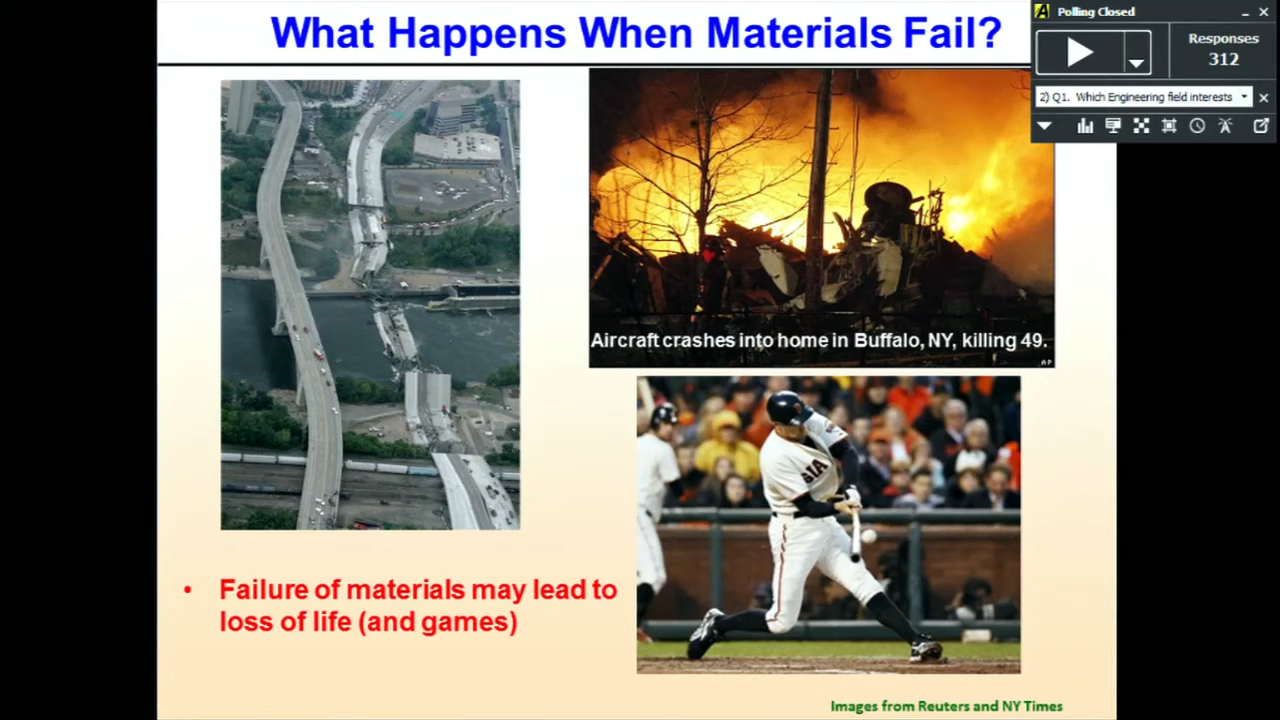 What Happens When Materials Fail?
Polling Closed
Responses
312
2) Q1. Which Engineering field interests
Aircraft crashes into home in Buffalo, NY, killing 49.
AP
GIA
• Failure of materials may lead to
loss of life (and games)
Images from Reuters and NY Times